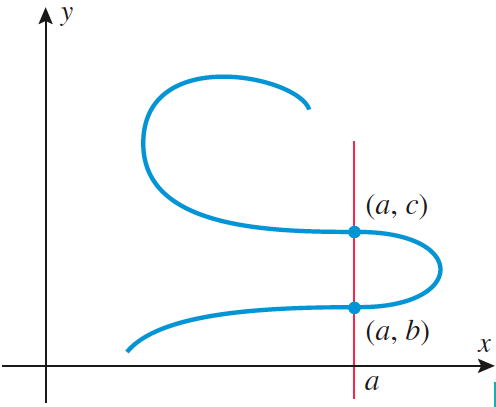 y
(a, c)
(a, b)
x
a